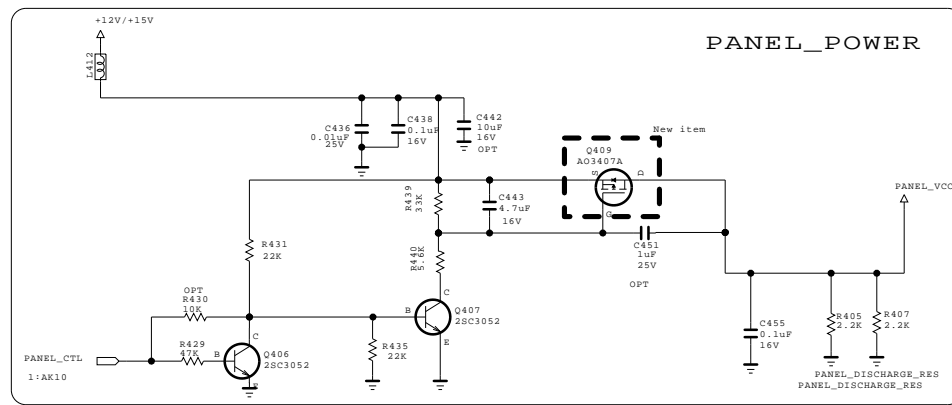 +12V/+15V
PANEL_POWER
L412
C436
0.01uF
25V
C438
0.1uF
16V
C442
10uF
16V
OPT
New item
Q409
AO3407A
S
D
G
R439
33K
C443
4.7uF
16V
PANEL_VCC
R431
22K
R440
5.6K
C451
1uF
25V
OPT
OPT
R430
10K
C
B
Q407
2SC3052
E
R429
47K
PANEL_CTL
1:AK10
B
C
Q406
2SC3052
E
R435
22K
C455
0.1uF
16V
R405
2.2K
R407
2.2K
PANEL_DISCHARGE_RES
PANEL_DISCHARGE_RES